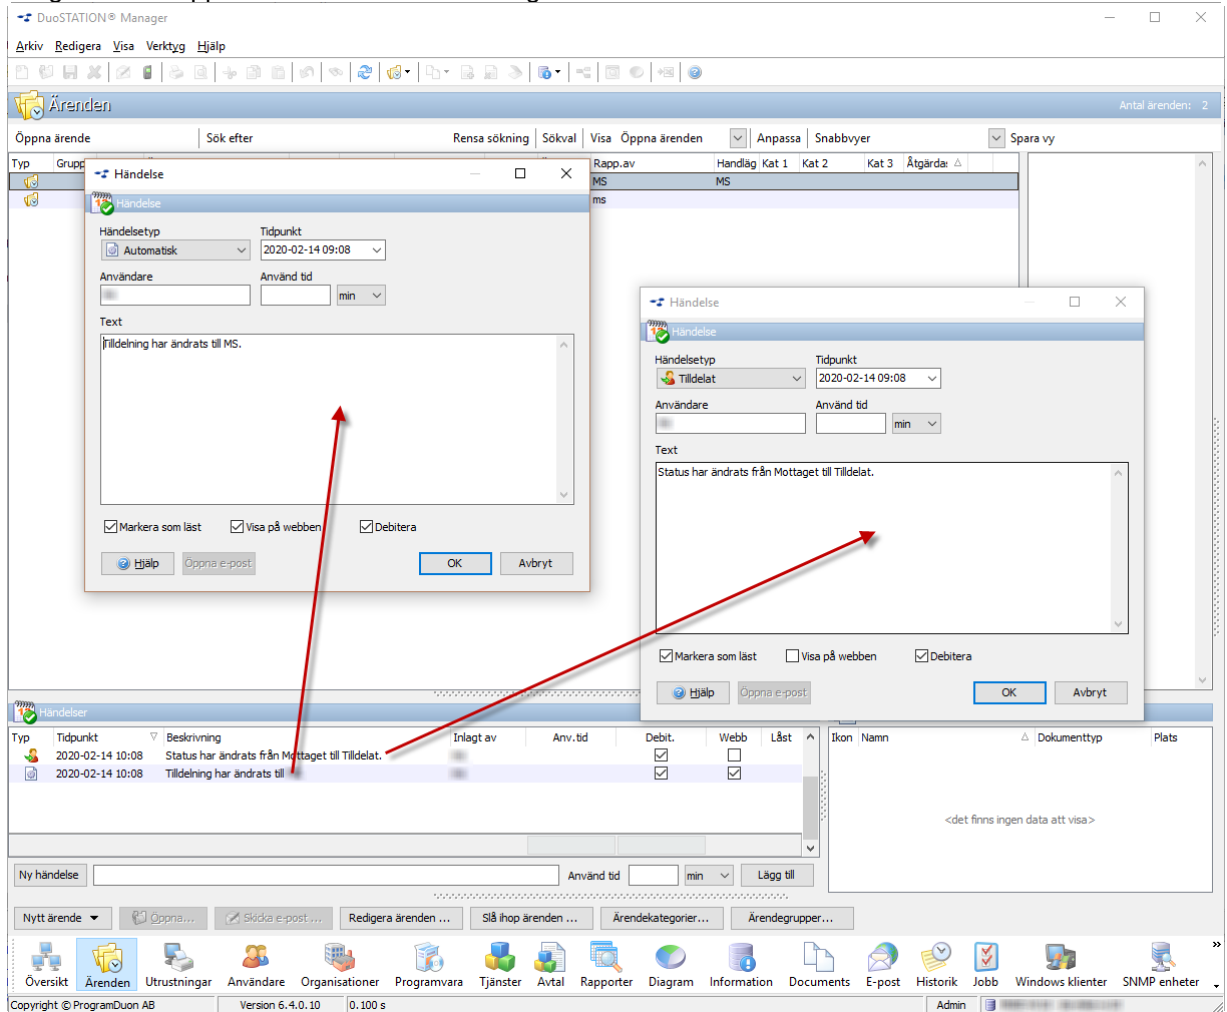 DuoSTATION® Manager
Arkiv Redigera Visa Verktyg Hjälp
Ärenden
Antal ärenden: 2
Öppna ärende Sök efter Rensa sökning Sökval Visa Öppna ärenden Anpassa Snabbvyer Spara vy
Typ Grupp Rapp.av Handläg Kat 1 Kat 2 Kat 3 Åtgärda:
MS MS
ms
Händelse
Händelse
Händelsetyp Tidpunkt
Automatisk 2020-02-14 09:08
Användare Använd tid
min
Text
Tilldelning har ändrats till MS.
Markera som läst Visa på webben Debitera
Hjälp Öppna e-post OK Avbryt
Händelse
Händelse
Händelsetyp Tidpunkt
Tilldelat 2020-02-14 09:08
Användare Använd tid
min
Text
Status har ändrats från Mottaget till Tilldelat.
Markera som läst Visa på webben Debitera
Hjälp Öppna e-post OK Avbryt
Händelser
Typ Tidpunkt Beskrivning Inlagt av Anv.tid Debit. Webb Låst
2020-02-14 10:08 Status har ändrats från Mottaget till Tilldelat.
2020-02-14 10:08 Tilldelning har ändrats till
Ikon Namn Dokumenttyp Plats
<det finns ingen data att visa>
Ny händelse Använd tid min Lägg till
Nytt ärende Öppna... Skicka e-post ... Redigera ärenden ... Slå ihop ärenden ... Ärendekategorier... Ärendegrupper...
Översikt Ärenden Utrustningar Användare Organisationer Programvara Tjänster Avtal Rapporter Diagram Information Documents E-post Historik Jobb Windows klienter SNMP enheter
Copyright © ProgramDuon AB Version 6.4.0.10 0.100 s Admin